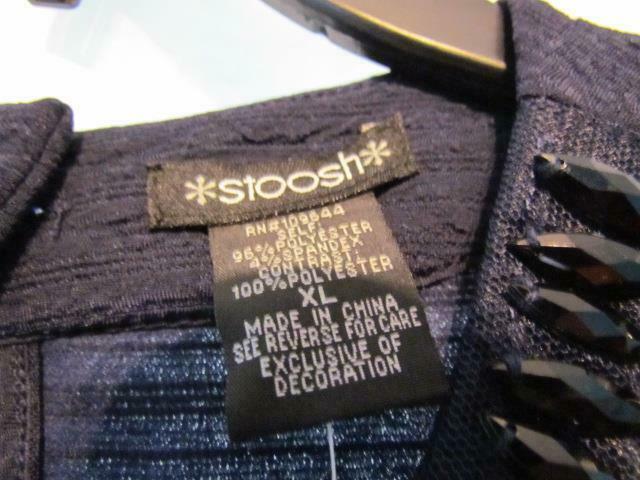 *stoosh*
RN#109644
SELF:
96% POLYESTER
4% SPANDEX
CONTRAST:
100% POLYESTER
XL
MADE IN CHINA
SEE REVERSE FOR CARE
EXCLUSIVE OF
DECORATION